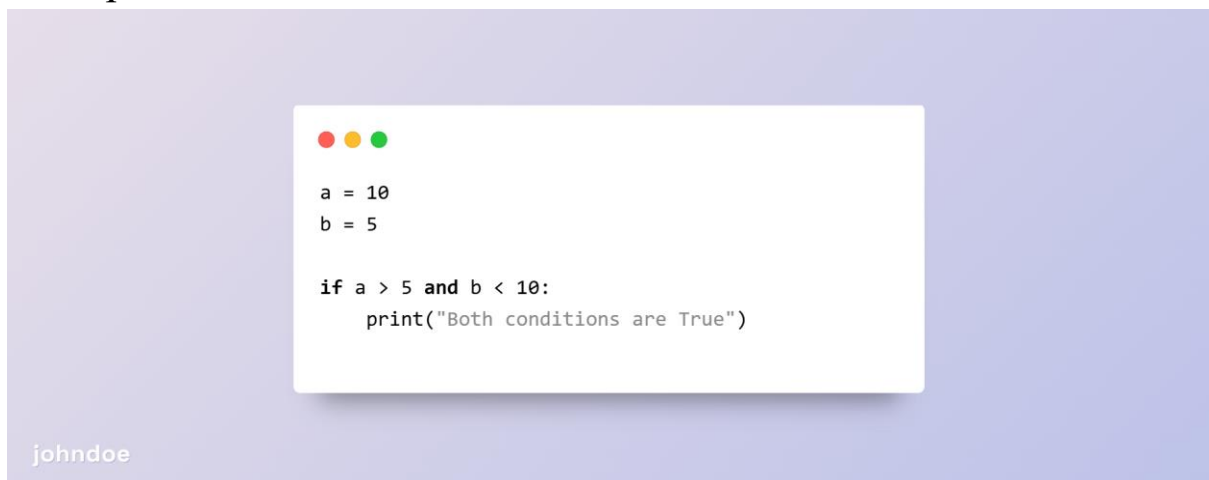 a = 10
b = 5
if a > 5 and b < 10:
    print("Both conditions are True")
johndoe